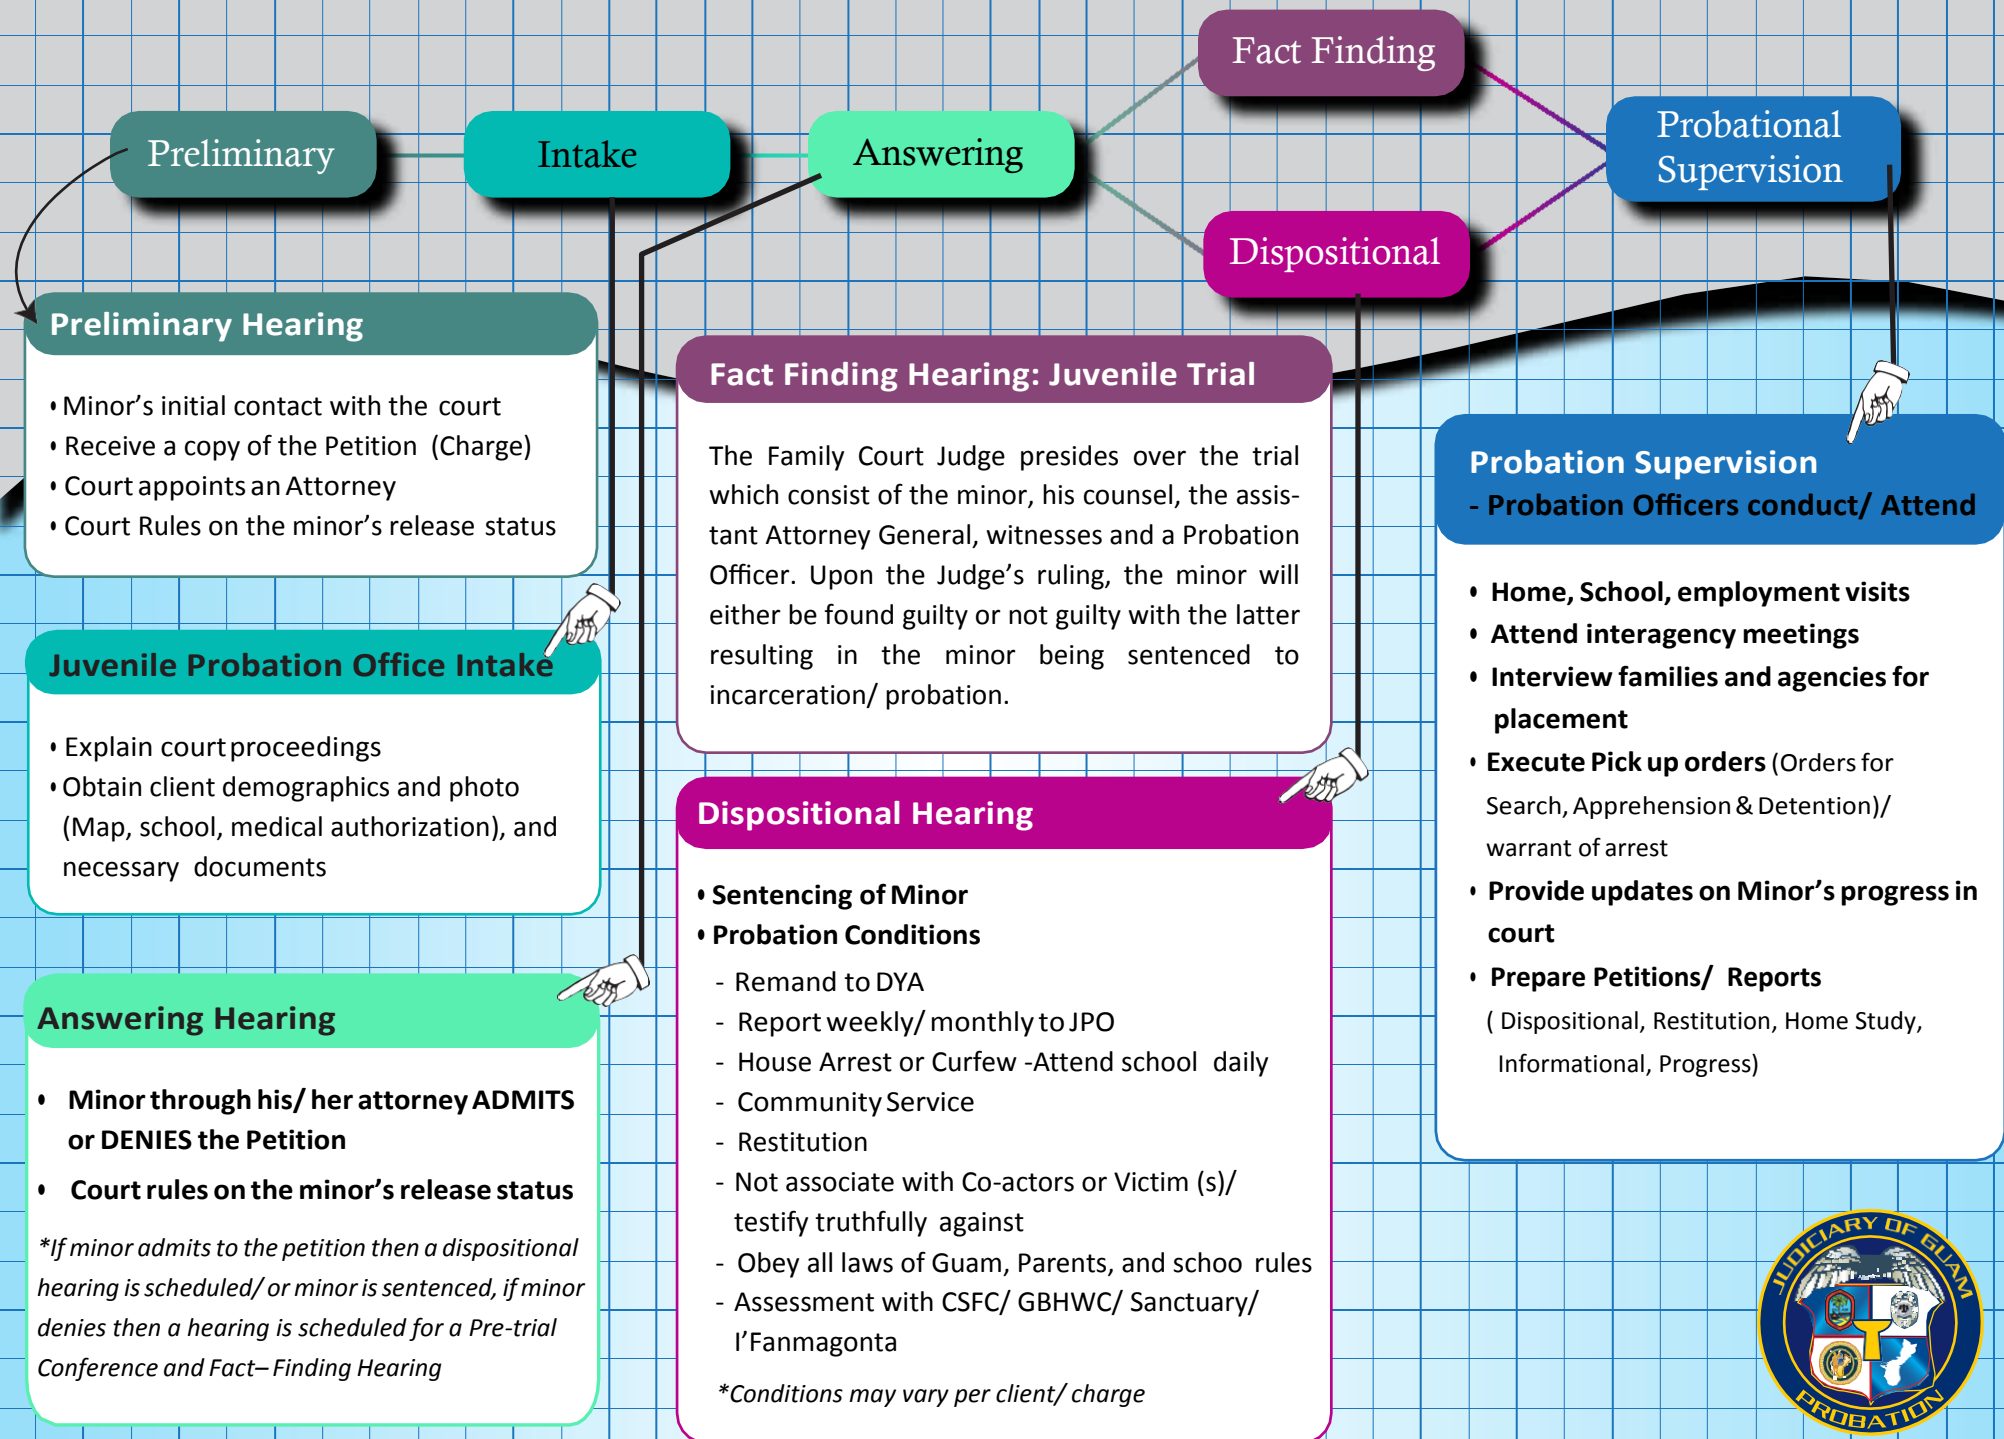 Preliminary
Intake
Answering
Fact Finding
Dispositional
Probational
Supervision
Preliminary Hearing
• Minor’s initial contact with the court
• Receive a copy of the Petition (Charge)
• Court appoints an Attorney
• Court Rules on the minor’s release status
Juvenile Probation Office Intake
• Explain court proceedings
• Obtain client demographics and photo
(Map, school, medical authorization), and
necessary documents
Answering Hearing
• Minor through his/ her attorney ADMITS
or DENIES the Petition
• Court rules on the minor’s release status
*If minor admits to the petition then a dispositional
hearing is scheduled/ or minor is sentenced, if minor
denies then a hearing is scheduled for a Pre-trial
Conference and Fact– Finding Hearing
Fact Finding Hearing: Juvenile Trial
The Family Court Judge presides over the trial
which consist of the minor, his counsel, the assis-
tant Attorney General, witnesses and a Probation
Officer. Upon the Judge’s ruling, the minor will
either be found guilty or not guilty with the latter
resulting in the minor being sentenced to
incarceration/ probation.
Dispositional Hearing
• Sentencing of Minor
• Probation Conditions
- Remand to DYA
- Report weekly/ monthly to JPO
- House Arrest or Curfew -Attend school daily
- Community Service
- Restitution
- Not associate with Co-actors or Victim (s)/
testify truthfully against
- Obey all laws of Guam, Parents, and schoo rules
- Assessment with CSFC/ GBHWC/ Sanctuary/
I’Fanmagonta
*Conditions may vary per client/ charge
Probation Supervision
- Probation Officers conduct/ Attend
• Home, School, employment visits
• Attend interagency meetings
• Interview families and agencies for
placement
• Execute Pick up orders (Orders for
Search, Apprehension & Detention)/
warrant of arrest
• Provide updates on Minor’s progress in
court
• Prepare Petitions/ Reports
( Dispositional, Restitution, Home Study,
Informational, Progress)
JUDICIARY OF GUAM
PROBATION